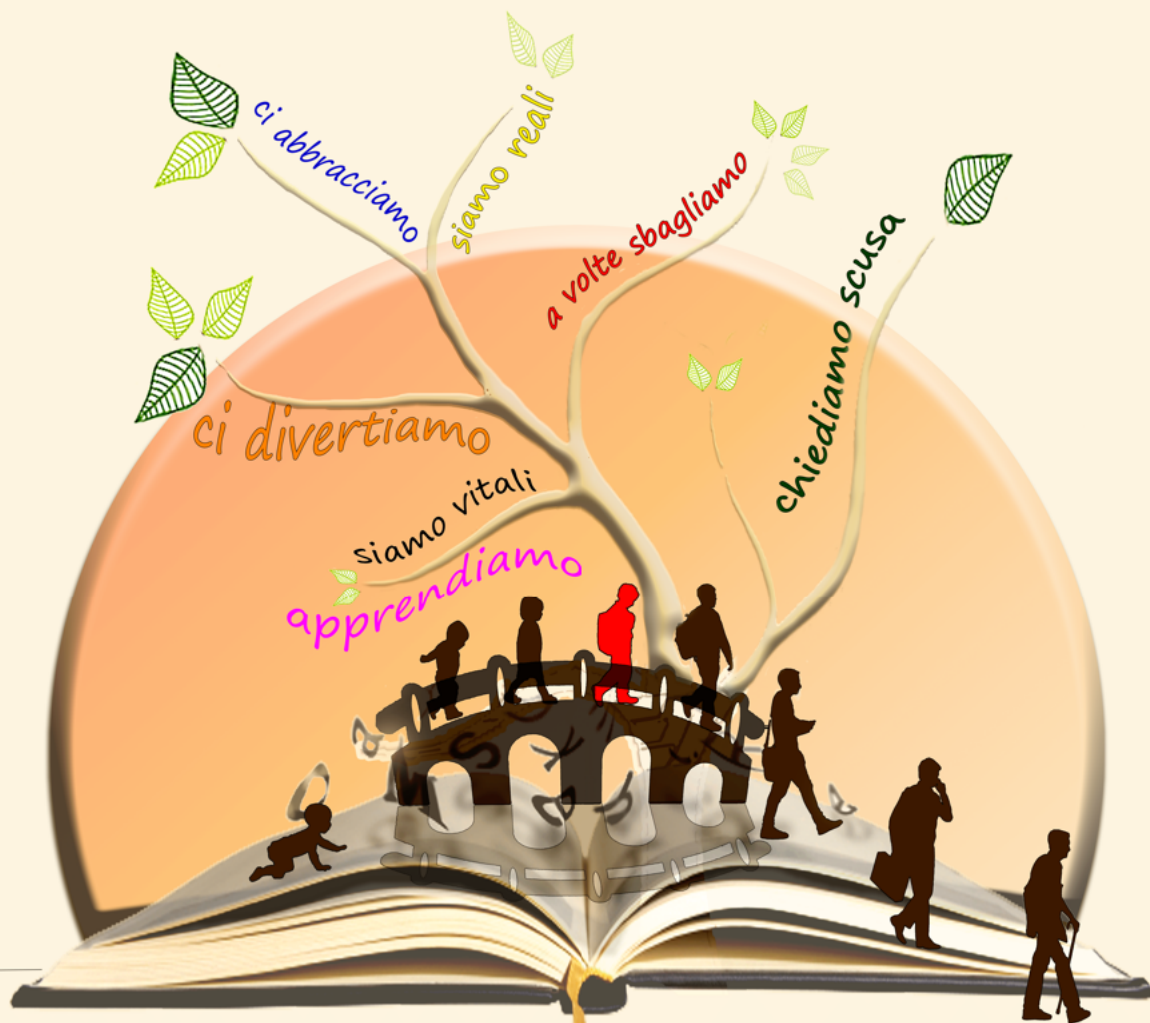 ci abbracciamo
siamo reali
a volte sbagliamo
chiediamo scusa
ci divertiamo
siamo vitali
apprendiamo